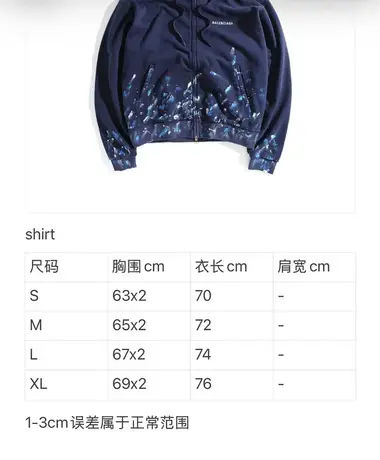 BALENCIAGA
shirt
尺码 胸围cm 衣长cm 肩宽cm
S 63x2 70 -
M 65x2 72 -
L 67x2 74 -
XL 69x2 76 -
1-3cm误差属于正常范围